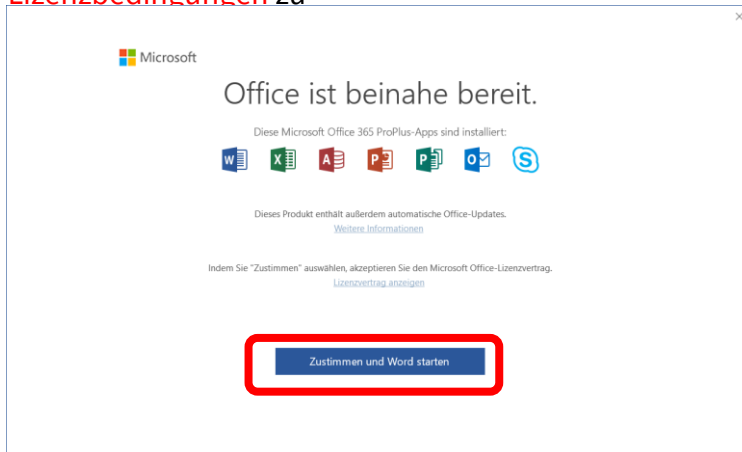 Lizenzbedingungen zu
Microsoft
Office ist beinahe bereit.
Diese Microsoft Office 365 ProPlus-Apps sind installiert:
W X A P P O S
Dieses Produkt enthält außerdem automatische Office-Updates.
Weitere Informationen
Indem Sie "Zustimmen" auswählen, akzeptieren Sie den Microsoft Office-Lizenzvertrag.
Lizenzvertrag anzeigen
Zustimmen und Word starten